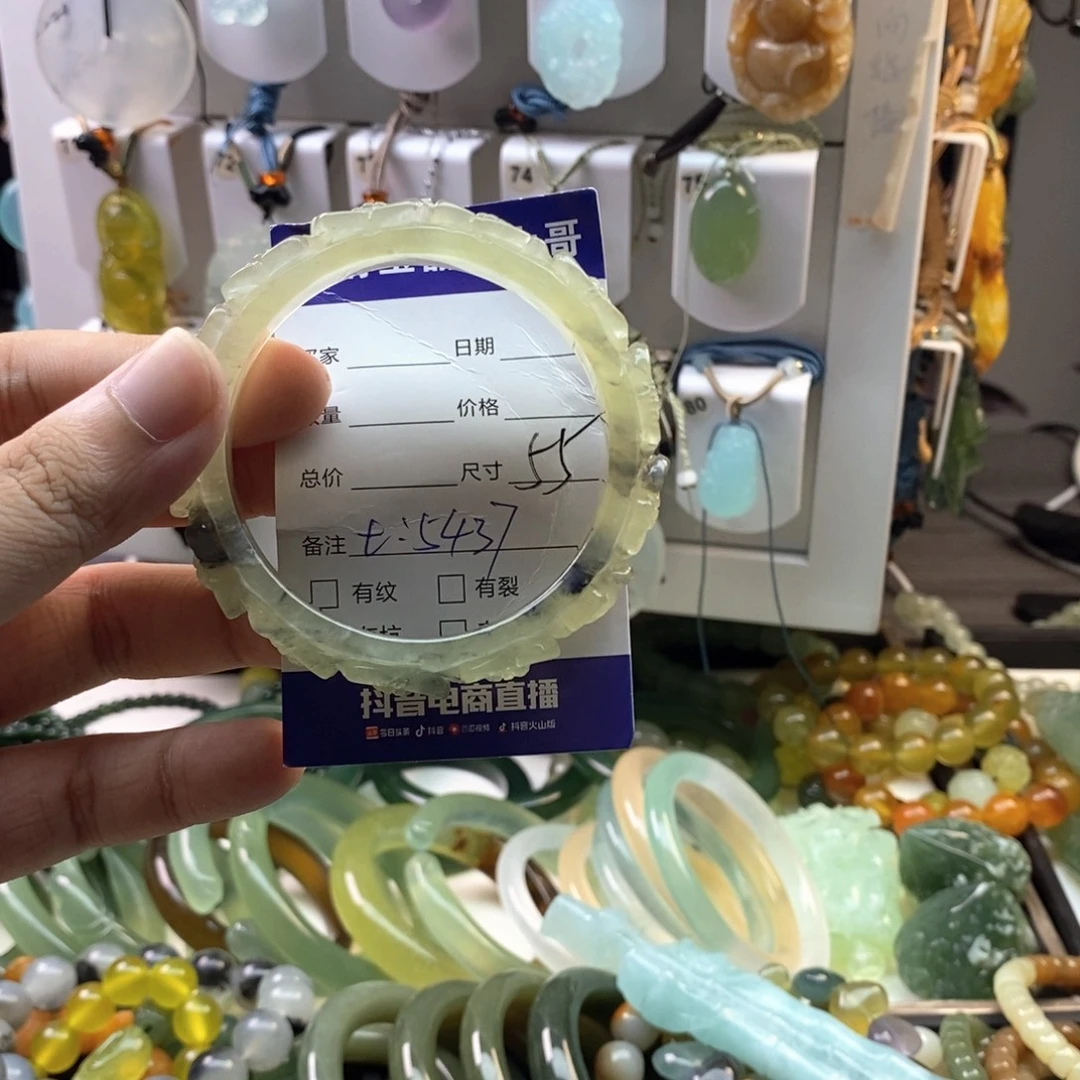 74
80
哥
家 日期
量 价格
总价 尺寸 55
备注 t:5437
有纹 有裂
抖音电商直播
今日头条 抖音 西瓜视频 抖音火山版